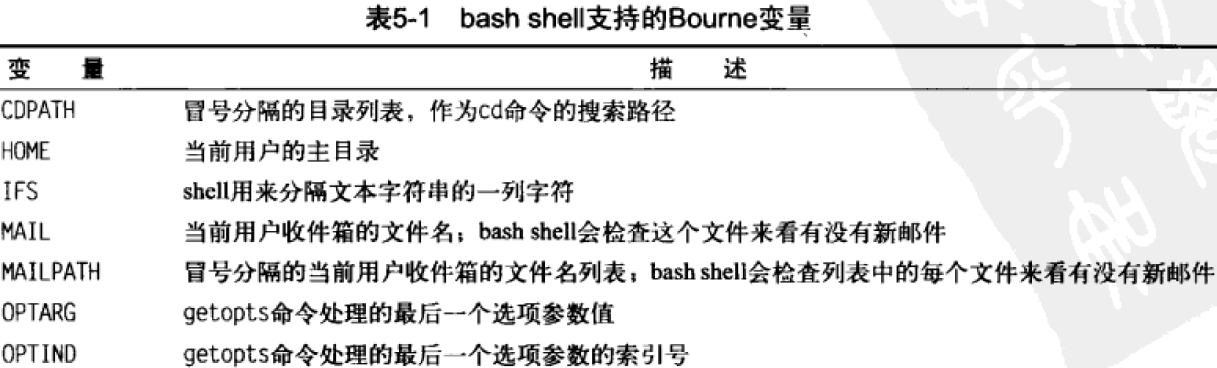 表5-1 bash shell支持的Bourne变量
变 量 描 述
CDPATH 冒号分隔的目录列表，作为cd命令的搜索路径
HOME 当前用户的主目录
IFS shell用来分隔文本字符串的一列字符
MAIL 当前用户收件箱的文件名；bash shell会检查这个文件来看有没有新邮件
MAILPATH 冒号分隔的当前用户收件箱的文件名列表；bash shell会检查列表中的每个文件来看有没有新邮件
OPTARG getopts命令处理的最后一个选项参数值
OPTIND getopts命令处理的最后一个选项参数的索引号